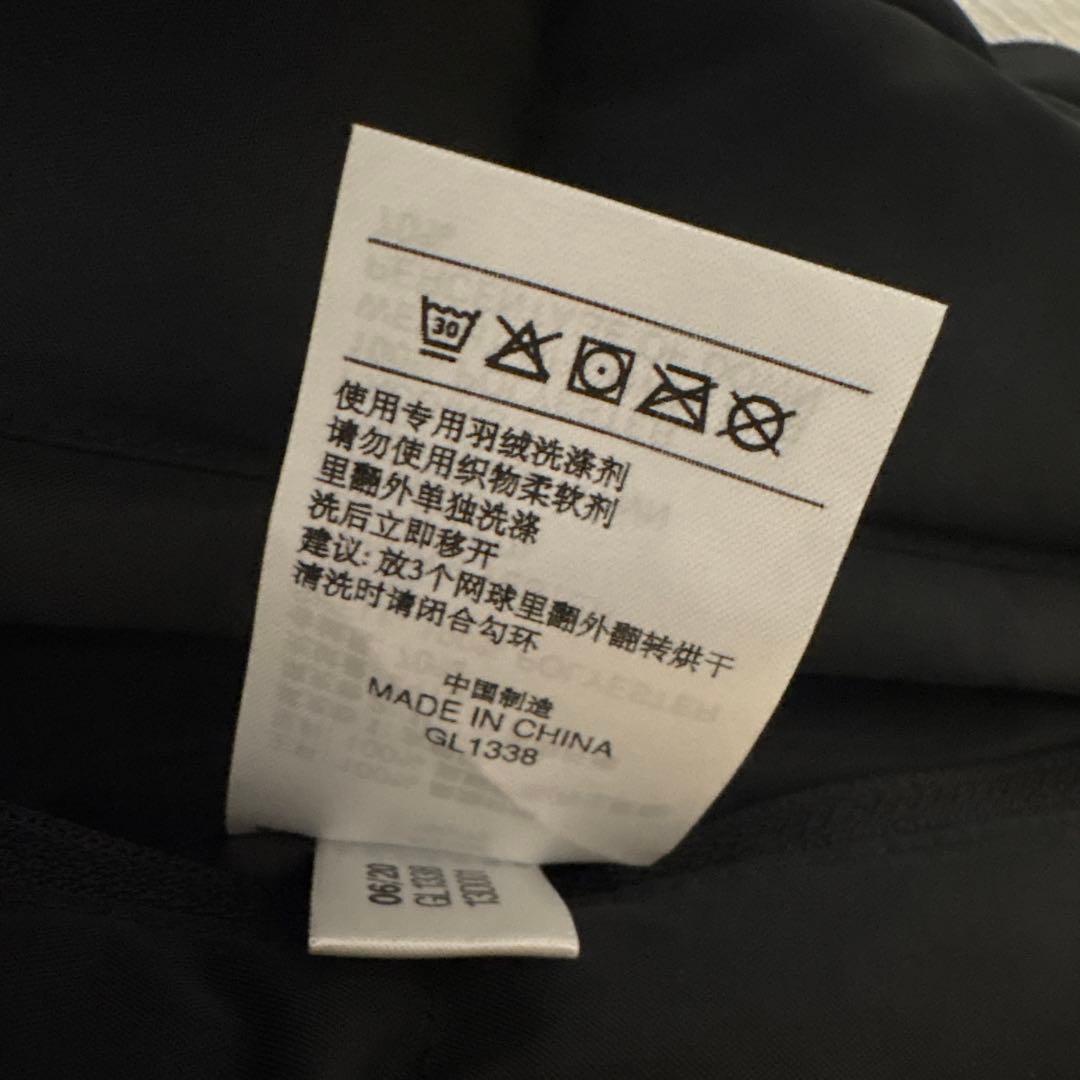 30
使用专用羽绒洗涤剂
请勿使用织物柔软剂
里翻外单独洗涤
洗后立即移开
建议: 放3个网球里翻外翻转烘干
清洗时请闭合勾环
中国制造
MADE IN CHINA
GL1338
06/20
GL1338